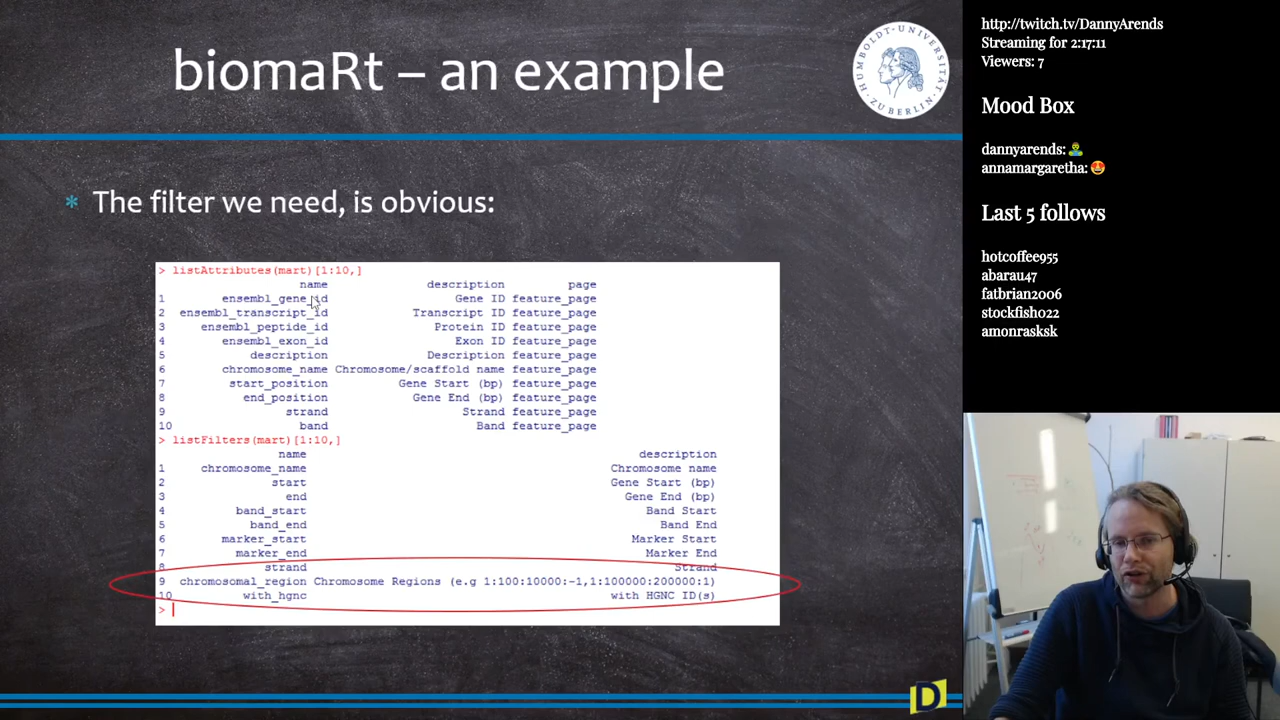 biomaRt – an example
HUMBOLDT-UNIVERSITÄT ZU BERLIN
* The filter we need, is obvious:
> listAttributes(mart)[1:10,]
name description page
1 ensembl_gene_id Gene ID feature_page
2 ensembl_transcript_id Transcript ID feature_page
3 ensembl_peptide_id Protein ID feature_page
4 ensembl_exon_id Exon ID feature_page
5 description Description feature_page
6 chromosome_name Chromosome/scaffold name feature_page
7 start_position Gene Start (bp) feature_page
8 end_position Gene End (bp) feature_page
9 strand Strand feature_page
10 band Band feature_page
> listFilters(mart)[1:10,]
name description
1 chromosome_name Chromosome name
2 start Gene Start (bp)
3 end Gene End (bp)
4 band_start Band Start
5 band_end Band End
6 marker_start Marker Start
7 marker_end Marker End
8 strand Strand
9 chromosomal_region Chromosome Regions (e.g 1:100:10000:-1,1:100000:200000:1)
10 with_hgnc with HGNC ID(s)
>
D
http://twitch.tv/DannyArends
Streaming for 2:17:11
Viewers: 7
Mood Box
dannyarends: 🧟‍♂️
annamargaretha: 😍
Last 5 follows
hotcoffee955
abarau47
fatbrian2006
stockfish022
amonrasksk